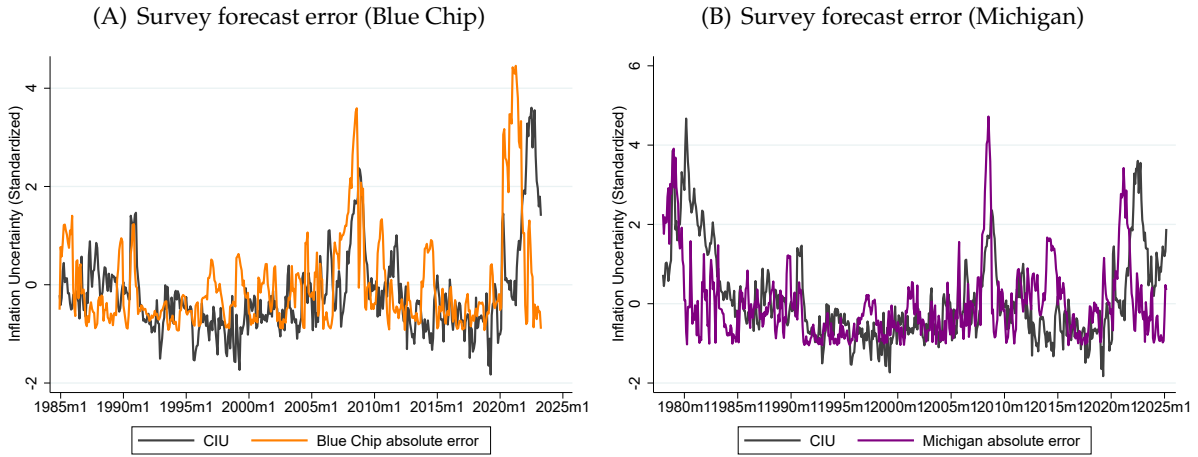 (A) Survey forecast error (Blue Chip)
Inflation Uncertainty (Standardized)
4
2
0
-2
1985m1 1990m1 1995m1 2000m1 2005m1 2010m1 2015m1 2020m1 2025m1
CIU Blue Chip absolute error
(B) Survey forecast error (Michigan)
Inflation Uncertainty (Standardized)
6
4
2
0
-2
1980m11985m11990m11995m12000m12005m12010m12015m12020m12025m1
CIU Michigan absolute error